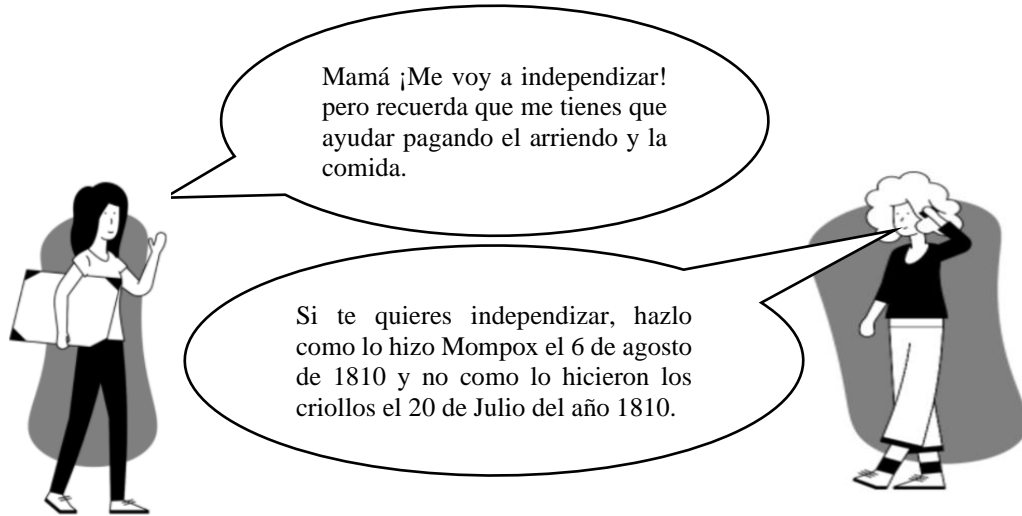 Mamá ¡Me voy a independizar!
pero recuerda que me tienes que
ayudar pagando el arriendo y la
comida.
Si te quieres independizar, hazlo
como lo hizo Mompox el 6 de agosto
de 1810 y no como lo hicieron los
criollos el 20 de Julio del año 1810.